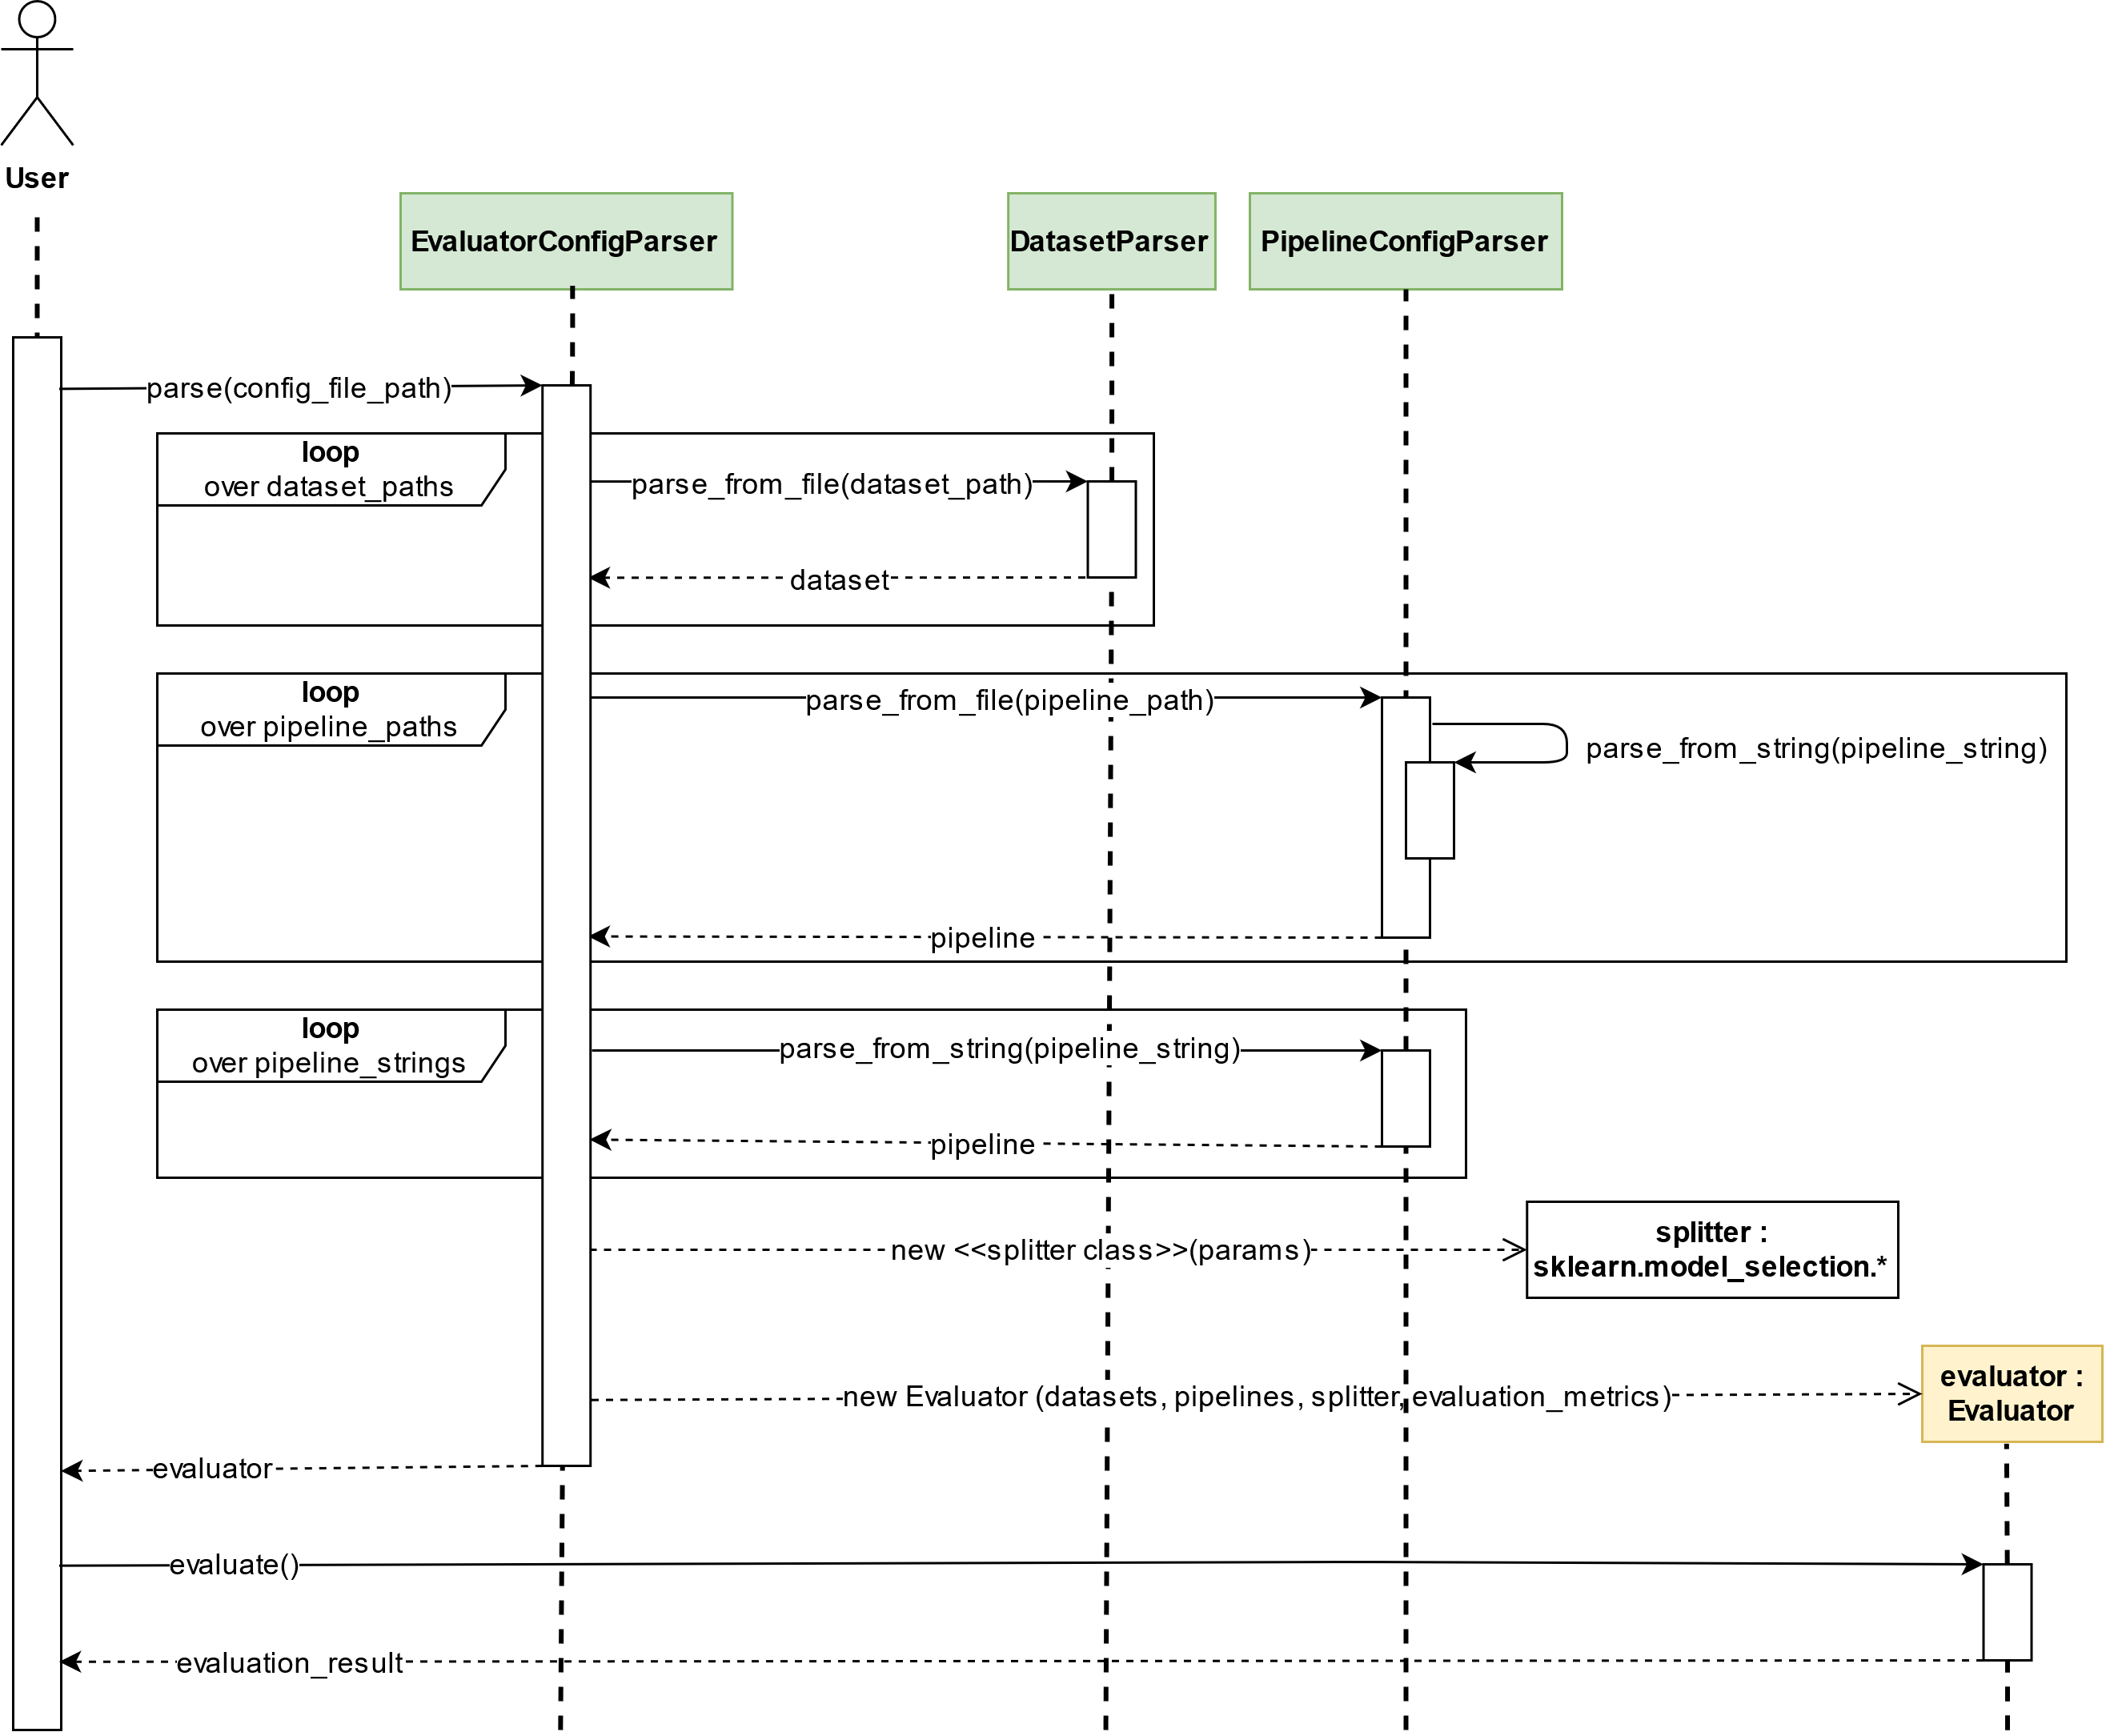 User
EvaluatorConfigParser
DatasetParser
PipelineConfigParser
parse(config_file_path)
loop
over dataset_paths
parse_from_file(dataset_path)
dataset
loop
over pipeline_paths
parse_from_file(pipeline_path)
parse_from_string(pipeline_string)
pipeline
loop
over pipeline_strings
parse_from_string(pipeline_string)
pipeline
new <<splitter class>>(params)
splitter :
sklearn.model_selection.*
new Evaluator (datasets, pipelines, splitter, evaluation_metrics)
evaluator :
Evaluator
evaluator
evaluate()
evaluation_result